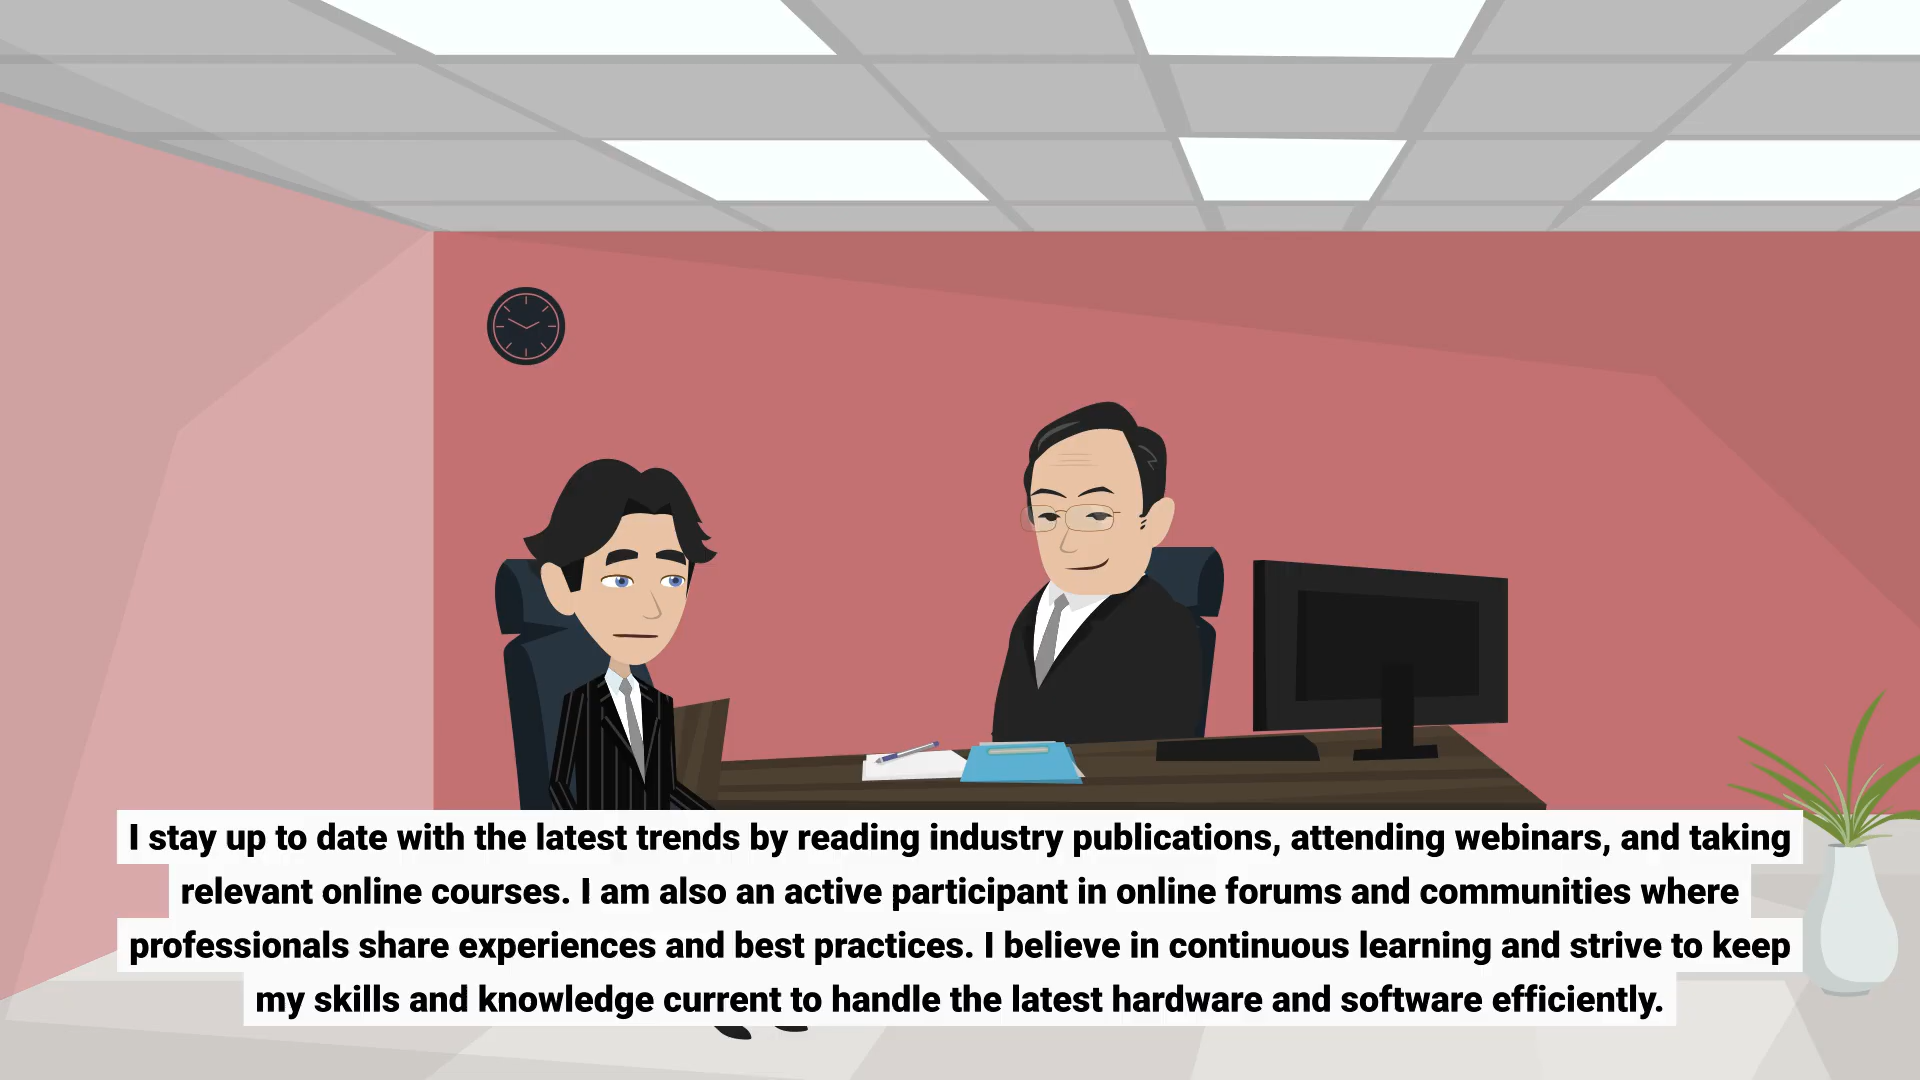 I stay up to date with the latest trends by reading industry publications, attending webinars, and taking
relevant online courses. I am also an active participant in online forums and communities where
professionals share experiences and best practices. I believe in continuous learning and strive to keep
my skills and knowledge current to handle the latest hardware and software efficiently.